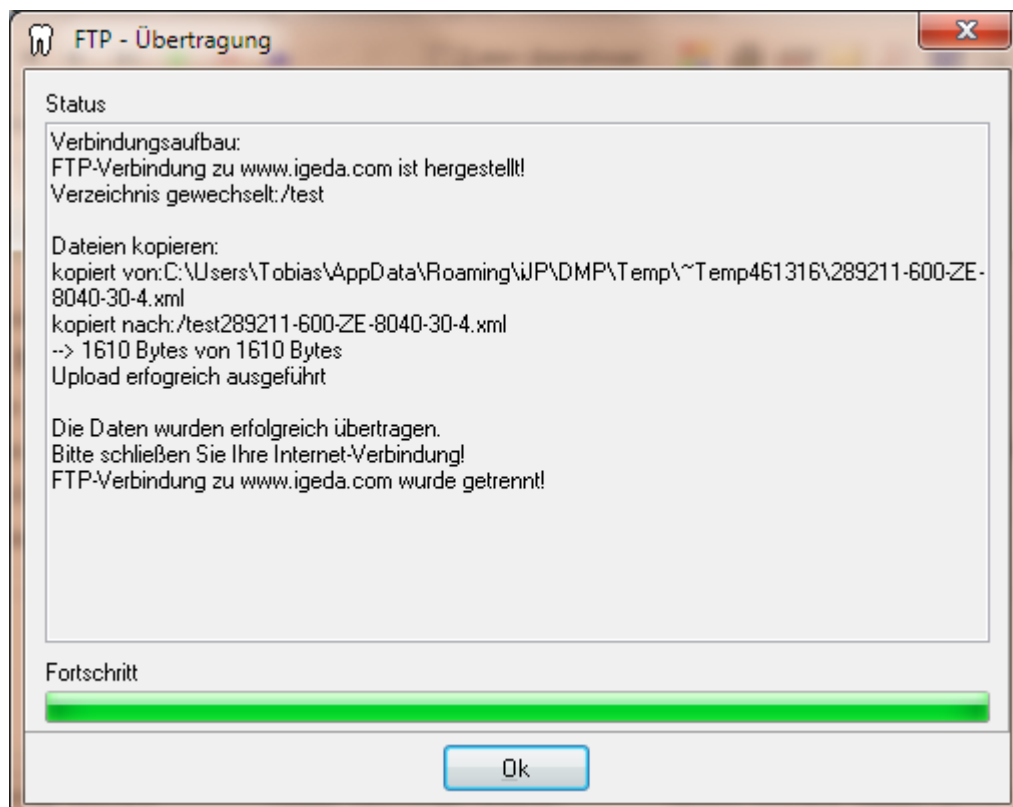 FTP - Übertragung
Status
Verbindungsaufbau:
FTP-Verbindung zu www.igeda.com ist hergestellt!
Verzeichnis gewechselt:/test
Dateien kopieren:
kopiert von:C:\Users\Tobias\AppData\Roaming\iJP\DMP\Temp\~Temp461316\289211-600-ZE-
8040-30-4.xml
kopiert nach:/test289211-600-ZE-8040-30-4.xml
--> 1610 Bytes von 1610 Bytes
Upload erfogreich ausgeführt
Die Daten wurden erfolgreich übertragen.
Bitte schließen Sie Ihre Internet-Verbindung!
FTP-Verbindung zu www.igeda.com wurde getrennt!
Fortschritt
Ok